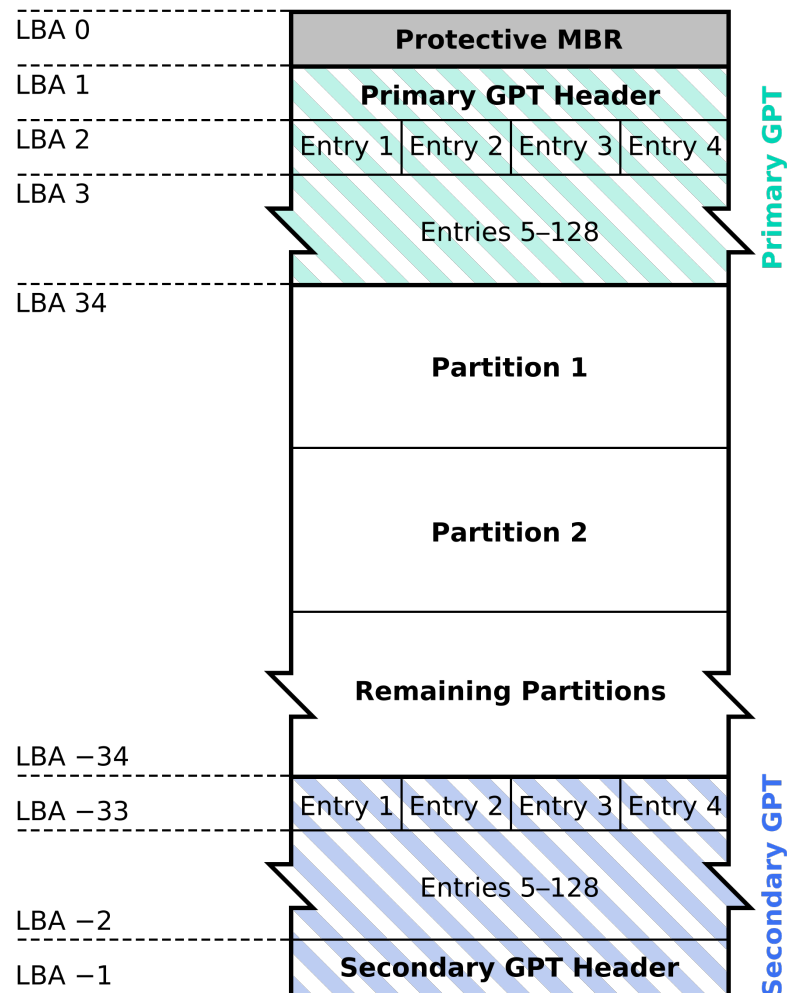 LBA 0
Protective MBR
LBA 1
Primary GPT Header
LBA 2
Entry 1 Entry 2 Entry 3 Entry 4
LBA 3
Entries 5–128
Primary GPT
LBA 34
Partition 1
Partition 2
Remaining Partitions
LBA −34
LBA −33
Entry 1 Entry 2 Entry 3 Entry 4
Entries 5–128
LBA −2
Secondary GPT Header
LBA −1
Secondary GPT